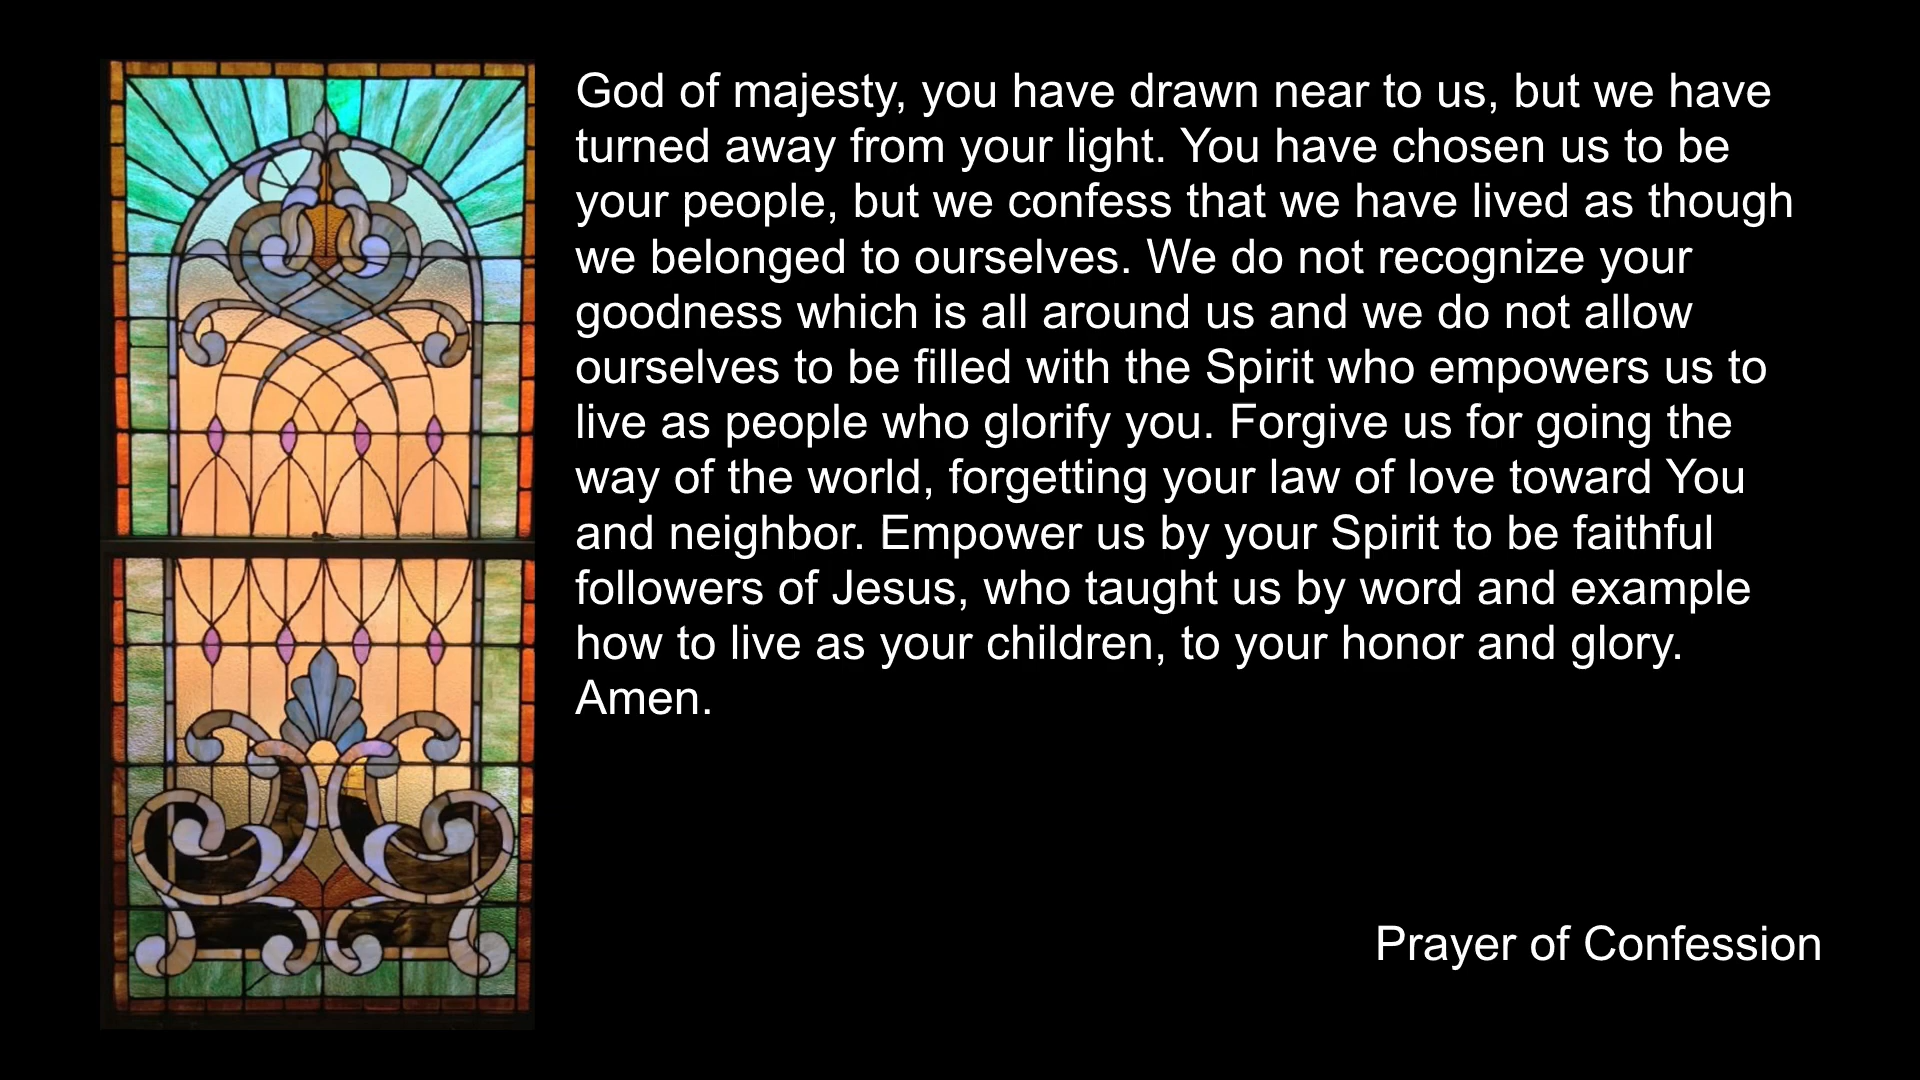 God of majesty, you have drawn near to us, but we have
turned away from your light. You have chosen us to be
your people, but we confess that we have lived as though
we belonged to ourselves. We do not recognize your
goodness which is all around us and we do not allow
ourselves to be filled with the Spirit who empowers us to
live as people who glorify you. Forgive us for going the
way of the world, forgetting your law of love toward You
and neighbor. Empower us by your Spirit to be faithful
followers of Jesus, who taught us by word and example
how to live as your children, to your honor and glory.
Amen.
Prayer of Confession